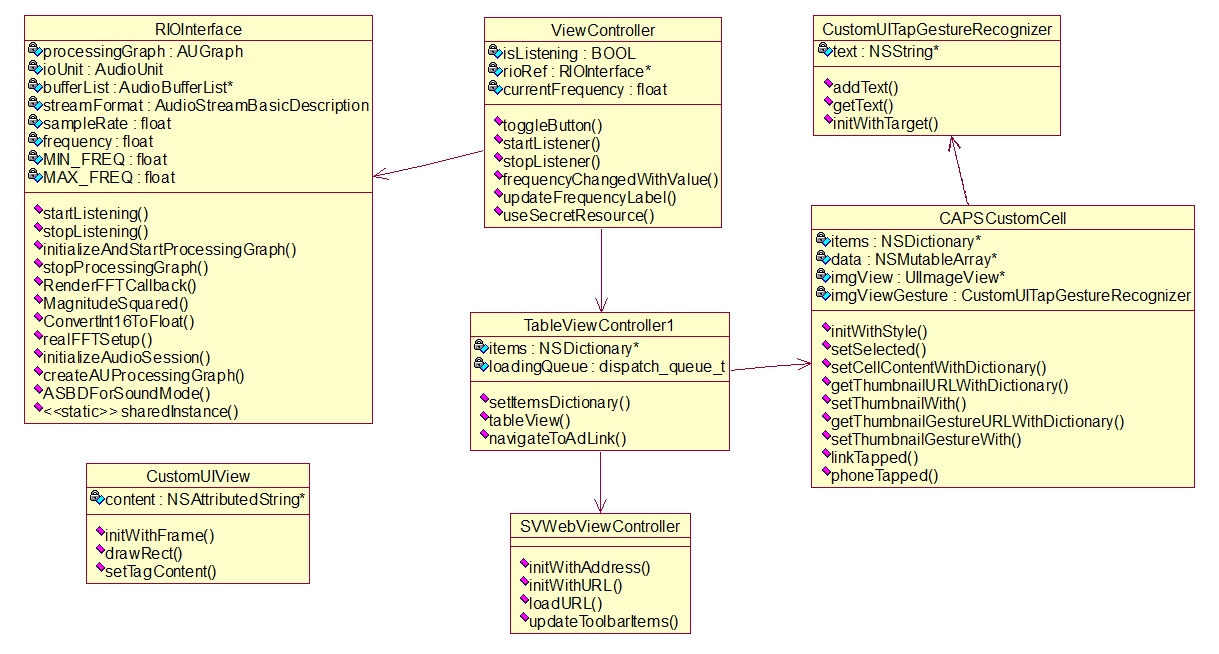 RIOInterface
processingGraph : AUGraph
ioUnit : AudioUnit
bufferList : AudioBufferList*
streamFormat : AudioStreamBasicDescription
sampleRate : float
frequency : float
MIN_FREQ : float
MAX_FREQ : float
startListening()
stopListening()
initializeAndStartProcessingGraph()
stopProcessingGraph()
RenderFFTCallback()
MagnitudeSquared()
ConvertInt16ToFloat()
realFFTSetup()
initializeAudioSession()
createAUProcessingGraph()
ASBDForSoundMode()
<<static>> sharedInstance()
ViewController
isListening : BOOL
rioRef : RIOInterface*
currentFrequency : float
toggleButton()
startListener()
stopListener()
frequencyChangedWithValue()
updateFrequencyLabel()
useSecretResource()
CustomUITapGestureRecognizer
text : NSString*
addText()
getText()
initWithTarget()
CAPSCustomCell
items : NSDictionary*
data : NSMutableArray*
imgView : UIImageView*
imgViewGesture : CustomUITapGestureRecognizer
initWithStyle()
setSelected()
setCellContentWithDictionary()
getThumbnailURLWithDictionary()
setThumbnailWith()
getThumbnailGestureURLWithDictionary()
setThumbnailGestureWith()
linkTapped()
phoneTapped()
TableViewController1
items : NSDictionary*
loadingQueue : dispatch_queue_t
setItemsDictionary()
tableView()
navigateToAdLink()
CustomUIView
content : NSAttributedString*
initWithFrame()
drawRect()
setTagContent()
SVWebViewController
initWithAddress()
initWithURL()
loadURL()
updateToolbarItems()